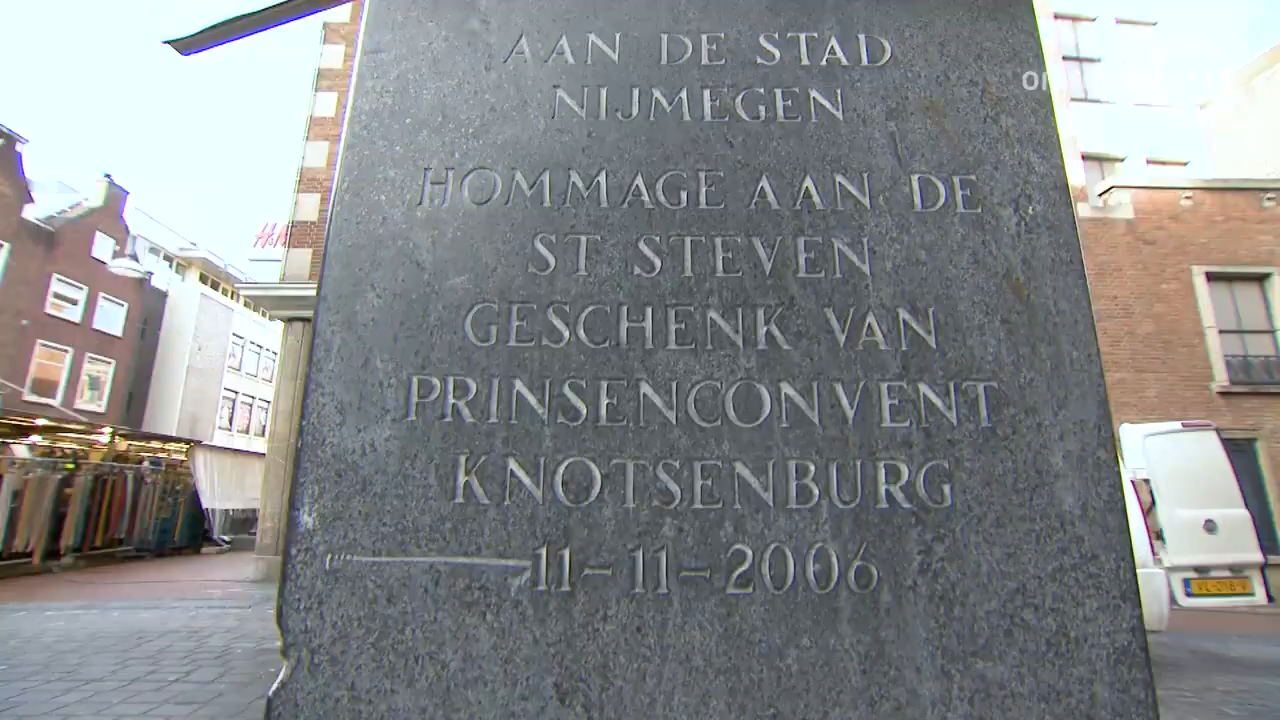 AAN DE STAD
NIJMEGEN
HOMMAGE AAN DE
ST STEVEN
GESCHENK VAN
PRINSENCONVENT
KNOTSENBURG
11-11-2006
H&M